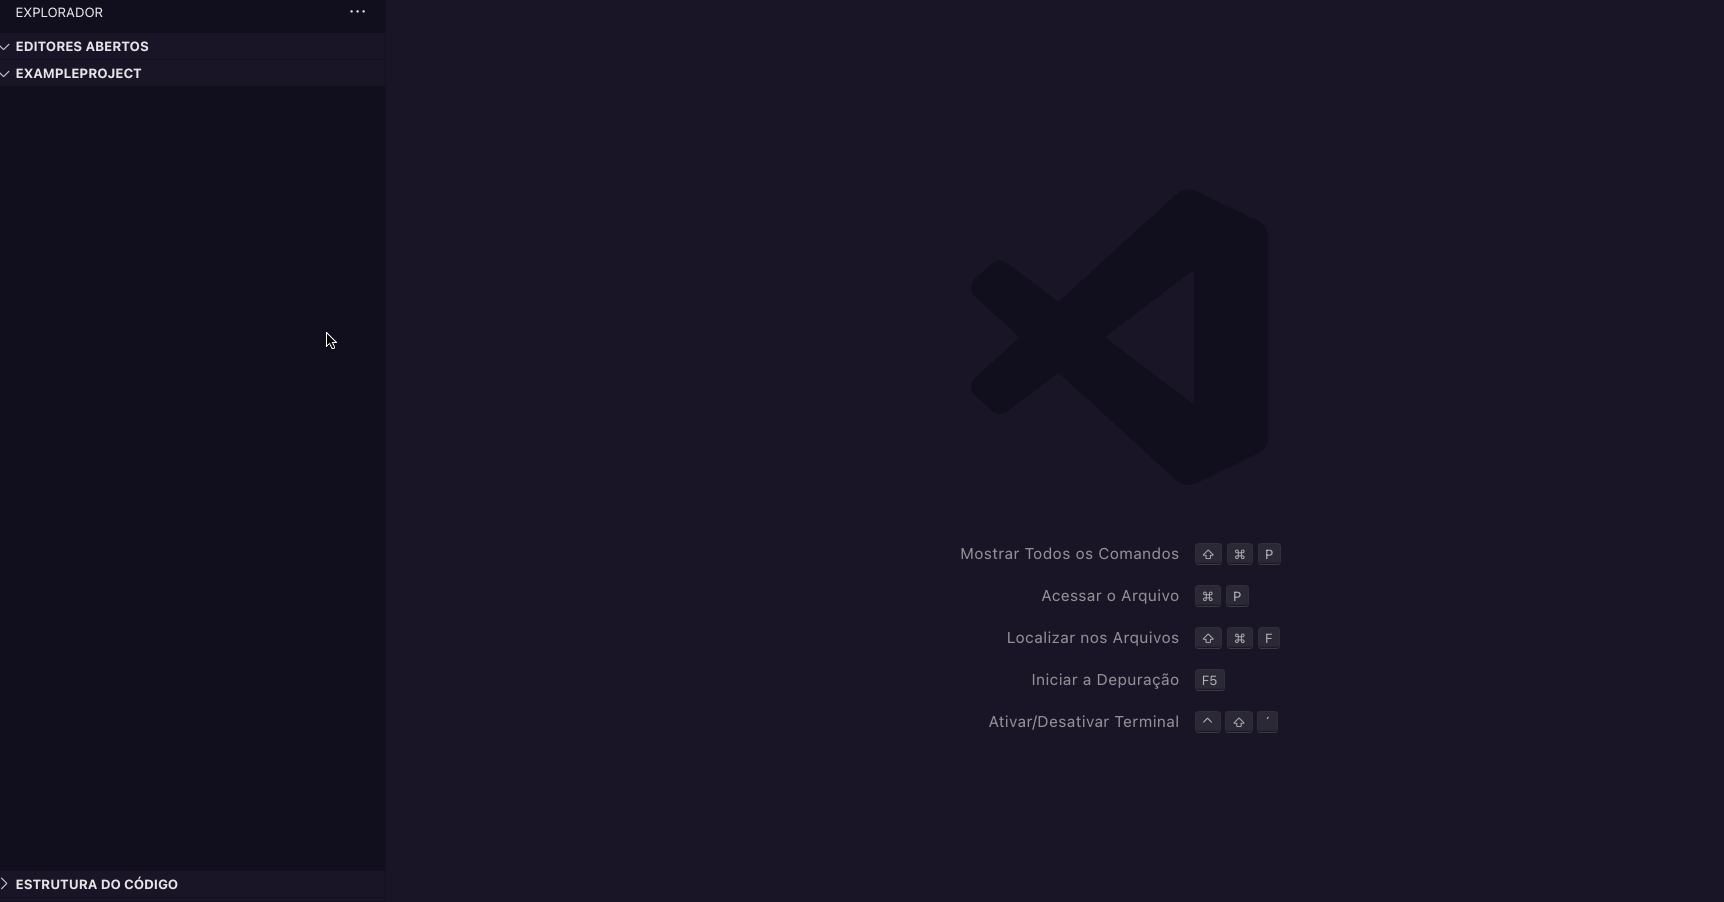 EXPLORADOR
EDITORES ABERTOS
EXAMPLEPROJECT
Mostrar Todos os Comandos ⇧ ⌘ P
Acessar o Arquivo ⌘ P
Localizar nos Arquivos ⇧ ⌘ F
Iniciar a Depuração F5
Ativar/Desativar Terminal ^ ⇧ ´
ESTRUTURA DO CÓDIGO